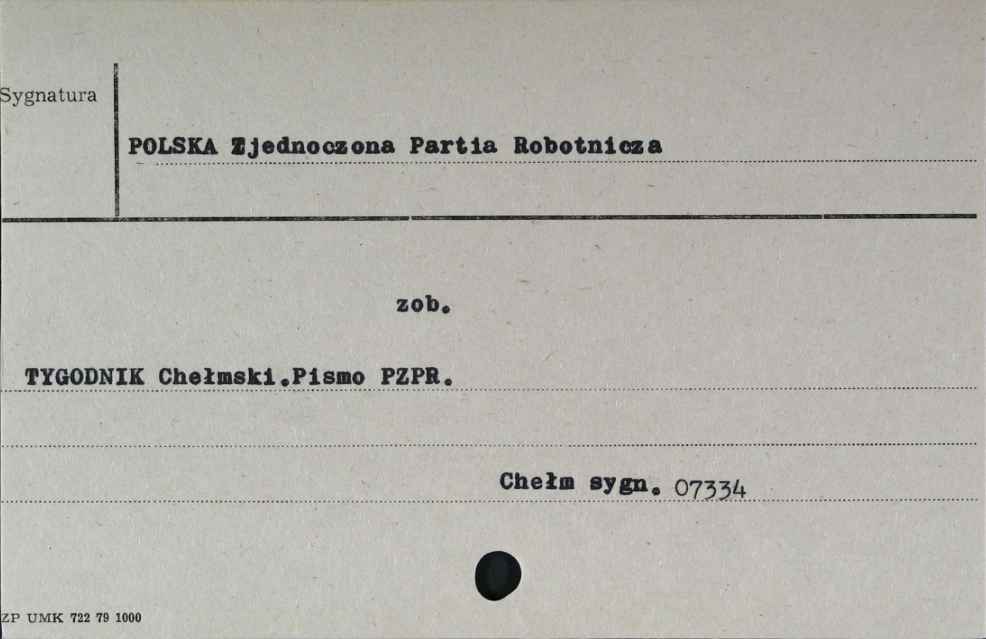 Sygnatura
POLSKA Zjednoczona Partia Robotnicza
zob.
TYGODNIK Chełmski.Pismo PZPR.
Chełm sygn. 07334
ZP UMK 722 79 1000